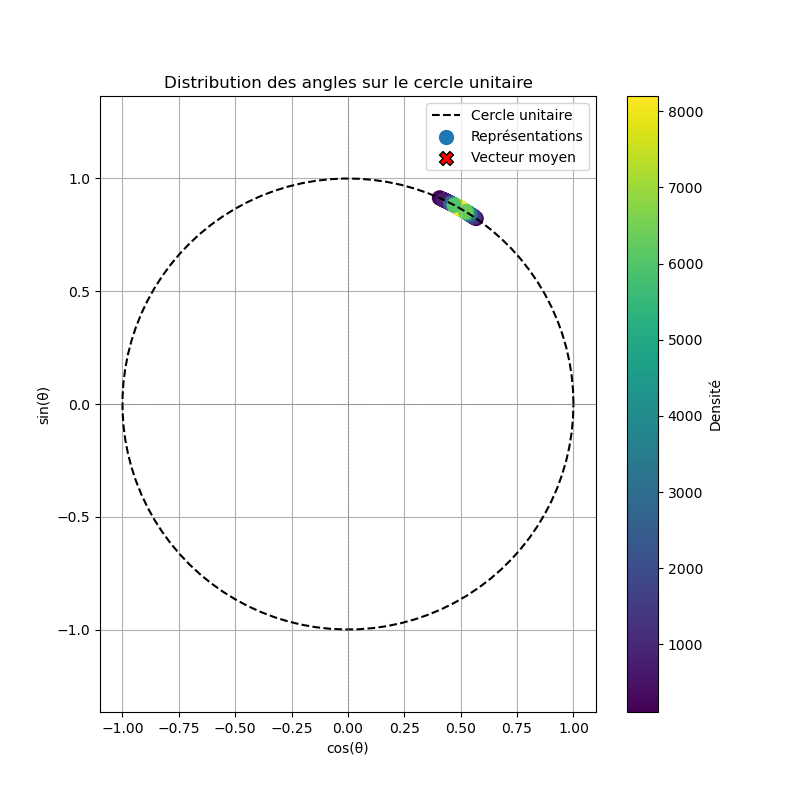 Distribution des angles sur le cercle unitaire
Cercle unitaire
Représentations
Vecteur moyen
1.0
0.5
0.0
−0.5
−1.0
sin(θ)
−1.00 −0.75 −0.50 −0.25 0.00 0.25 0.50 0.75 1.00
cos(θ)
8000
7000
6000
5000
4000
3000
2000
1000
Densité